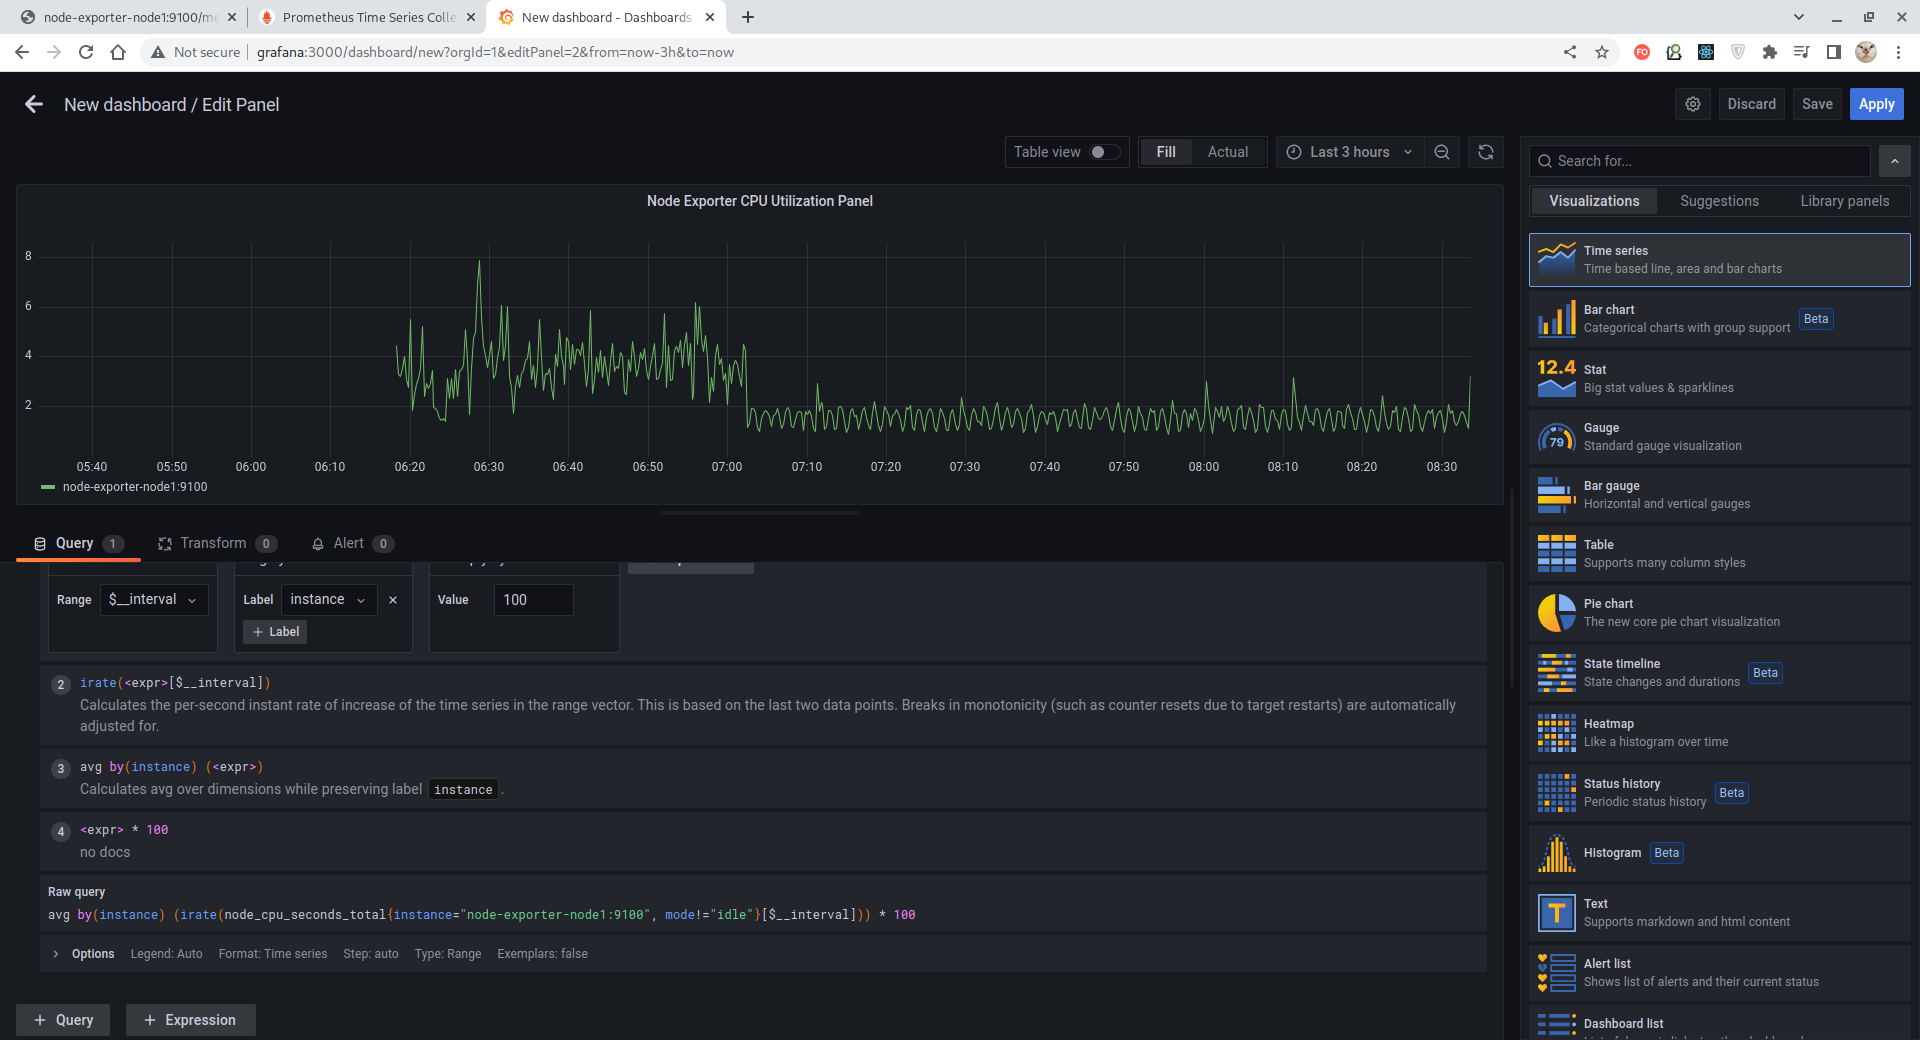 node-exporter-node1:9100/me
Prometheus Time Series Colle
New dashboard - Dashboards
Not secure
grafana:3000/dashboard/new?orgId=1&editPanel=2&from=now-3h&to=now
FO
New dashboard / Edit Panel
Discard
Save
Apply
Table view
Fill
Actual
Last 3 hours
Search for...
Visualizations
Suggestions
Library panels
Node Exporter CPU Utilization Panel
8
6
4
2
05:40 05:50 06:00 06:10 06:20 06:30 06:40 06:50 07:00 07:10 07:20 07:30 07:40 07:50 08:00 08:10 08:20 08:30
node-exporter-node1:9100
Query 1
Transform 0
Alert 0
Range $__interval
Label instance
+ Label
Value 100
2 irate(<expr>[$__interval])
Calculates the per-second instant rate of increase of the time series in the range vector. This is based on the last two data points. Breaks in monotonicity (such as counter resets due to target restarts) are automatically
adjusted for.
3 avg by(instance) (<expr>)
Calculates avg over dimensions while preserving label instance .
4 <expr> * 100
no docs
Raw query
avg by(instance) (irate(node_cpu_seconds_total{instance="node-exporter-node1:9100", mode!="idle"}[$__interval])) * 100
Options Legend: Auto Format: Time series Step: auto Type: Range Exemplars: false
+ Query
+ Expression
Time series
Time based line, area and bar charts
Bar chart
Categorical charts with group support
Beta
12.4
Stat
Big stat values & sparklines
79
Gauge
Standard gauge visualization
Bar gauge
Horizontal and vertical gauges
Table
Supports many column styles
Pie chart
The new core pie chart visualization
State timeline
State changes and durations
Beta
Heatmap
Like a histogram over time
Status history
Periodic status history
Beta
Histogram
Beta
T
Text
Supports markdown and html content
Alert list
Shows list of alerts and their current status
Dashboard list